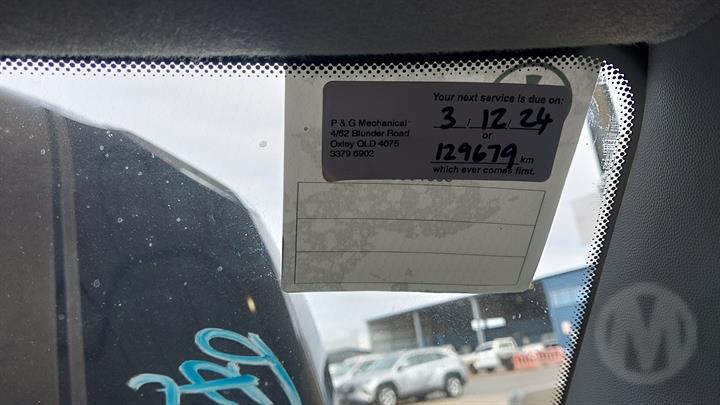 Your next service is due on:
P & G Mechanical
3 / 12 / 24
4/62 Blunder Road
or
Oxley QLD 4075
129679 km
3379 6902
which ever comes first.
M